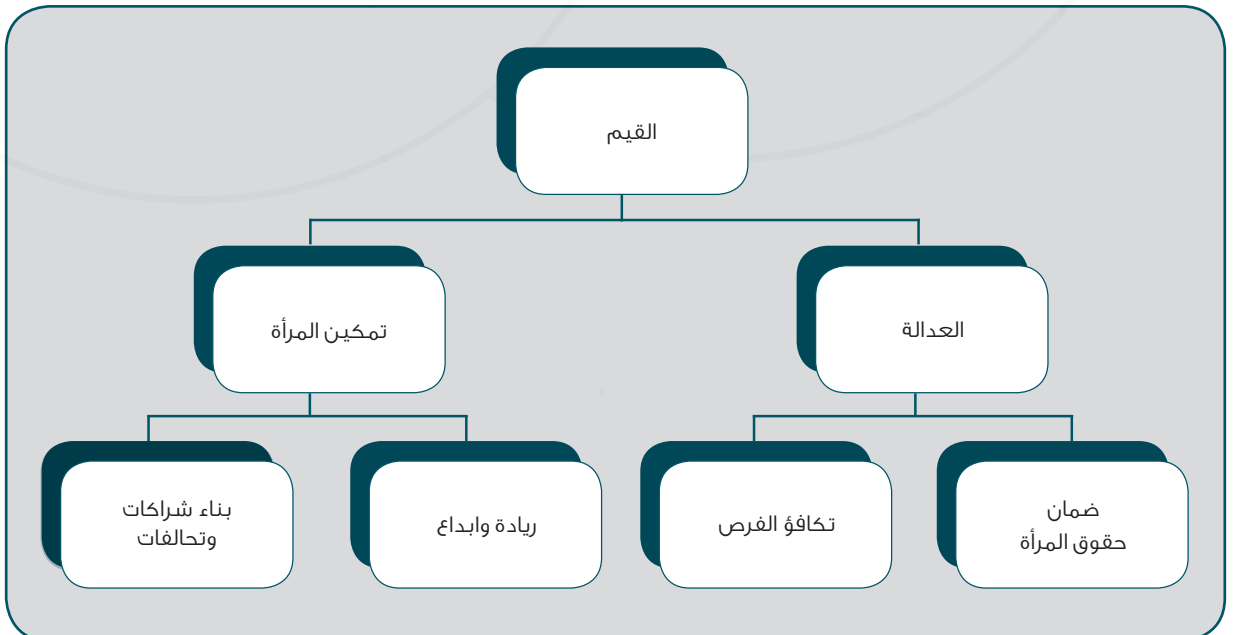 القيم
العدالة
تمكين المرأة
ضمان
حقوق المرأة
تكافؤ الفرص
ريادة وابداع
بناء شراكات
وتحالفات